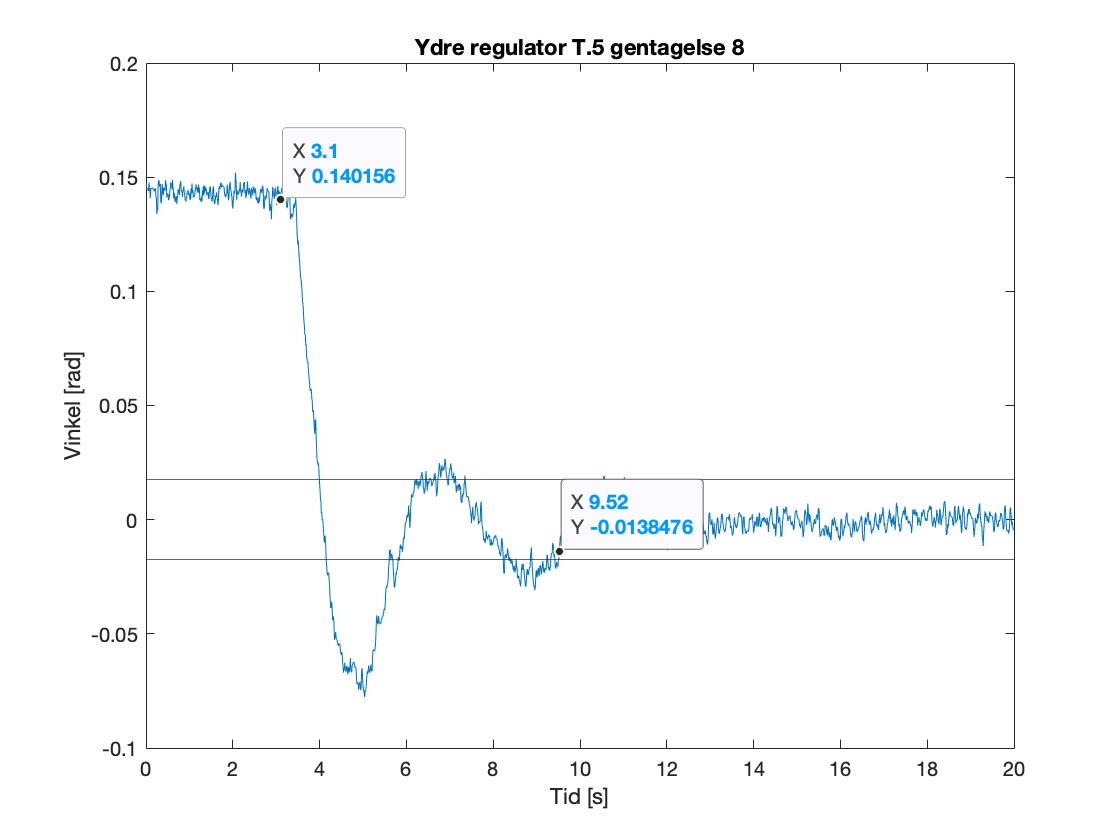 Ydre regulator T.5 gentagelse 8
0.2
0.15
0.1
0.05
0
-0.05
-0.1
Vinkel [rad]
X 3.1
Y 0.140156
X 9.52
Y -0.0138476
0 2 4 6 8 10 12 14 16 18 20
Tid [s]